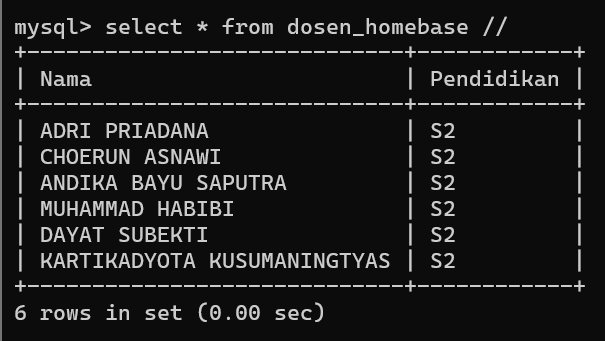 mysql> select * from dosen_homebase //
+-----------------------------+------------+
| Nama                        | Pendidikan |
+-----------------------------+------------+
| ADRI PRIADANA               | S2         |
| CHOERUN ASNAWI              | S2         |
| ANDIKA BAYU SAPUTRA         | S2         |
| MUHAMMAD HABIBI             | S2         |
| DAYAT SUBEKTI               | S2         |
| KARTIKADYOTA KUSUMANINGTYAS | S2         |
+-----------------------------+------------+
6 rows in set (0.00 sec)